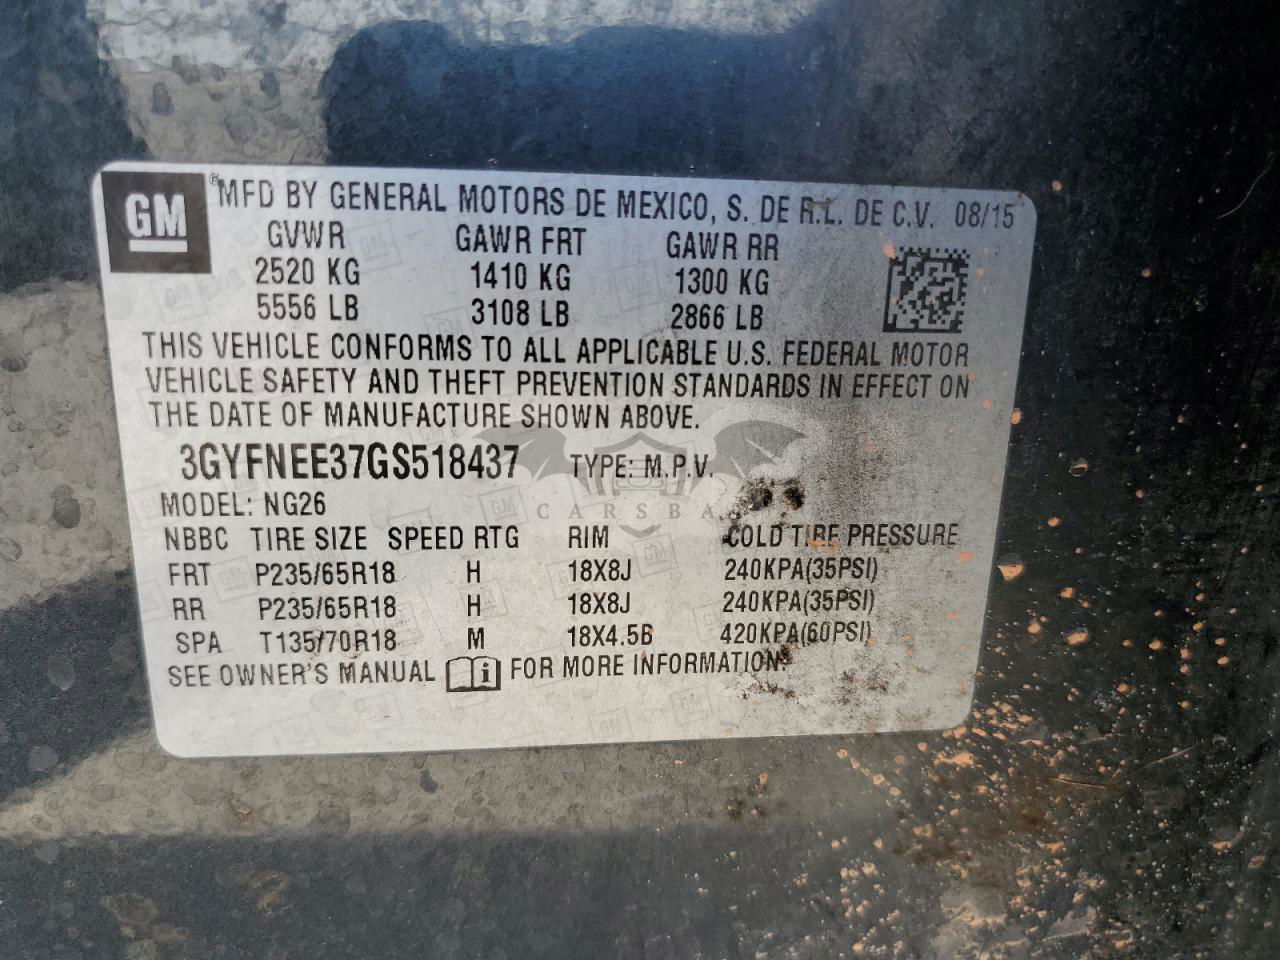 GM
MFD BY GENERAL MOTORS DE MEXICO, S. DE R.L. DE C.V. 08/15
GVWR GAWR FRT GAWR RR
2520 KG 1410 KG 1300 KG
5556 LB 3108 LB 2866 LB
THIS VEHICLE CONFORMS TO ALL APPLICABLE U.S. FEDERAL MOTOR
VEHICLE SAFETY AND THEFT PREVENTION STANDARDS IN EFFECT ON
THE DATE OF MANUFACTURE SHOWN ABOVE.
3GYFNEE37GS518437 TYPE: M.P.V.
MODEL: NG26
CARSBA
NBBC TIRE SIZE SPEED RTG RIM COLD TIRE PRESSURE
FRT P235/65R18 H 18X8J 240KPA(35PSI)
RR P235/65R18 H 18X8J 240KPA(35PSI)
SPA T135/70R18 M 18X4.5B 420KPA(60PSI)
SEE OWNER'S MANUAL FOR MORE INFORMATION.